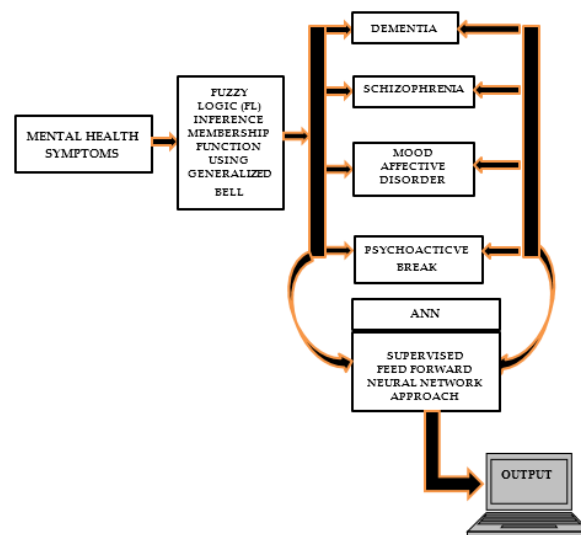 DEMENTIA
FUZZY
LOGIC (FL)
INFERENCE
MEMBERSHIP
FUNCTION
USING
GENERALIZED
BELL
SCHIZOPHRENIA
MENTAL HEALTH
SYMPTOMS
MOOD
AFFECTIVE
DISORDER
PSYCHOACTICVE
BREAK
ANN
SUPERVISED
FEED FORWARD
NEURAL NETWORK
APPROACH
OUTPUT